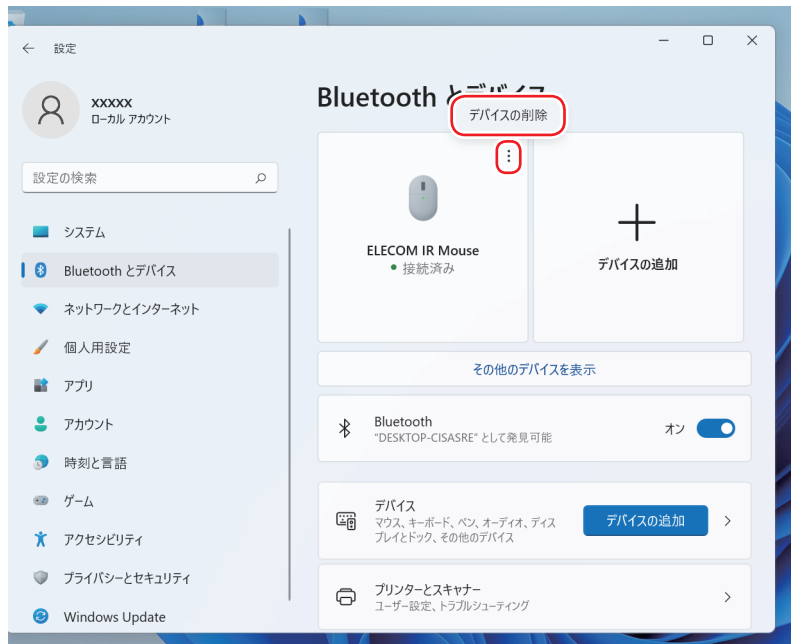 設定
xxxxx
ローカル アカウント
設定の検索
システム
Bluetooth とデバイス
ネットワークとインターネット
個人用設定
アプリ
アカウント
時刻と言語
ゲーム
アクセシビリティ
プライバシーとセキュリティ
Windows Update
Bluetooth とデバイス
デバイスの削除
ELECOM IR Mouse
接続済み
デバイスの追加
その他のデバイスを表示
Bluetooth
"DESKTOP-CISASRE" として発見可能
オン
デバイス
マウス、キーボード、ペン、オーディオ、ディス
プレイとドック、その他のデバイス
デバイスの追加
プリンターとスキャナー
ユーザー設定、トラブルシューティング